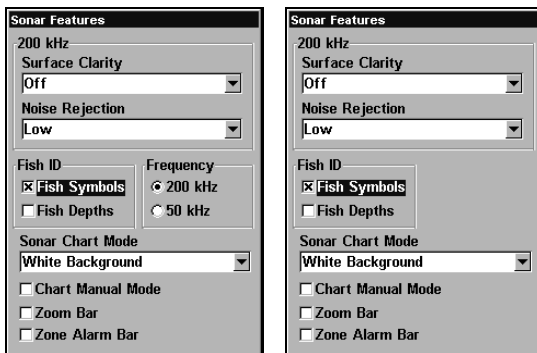 Sonar Features
200 kHz
Surface Clarity
Off
Noise Rejection
Low
Fish ID
Frequency
Fish Symbols
200 kHz
Fish Depths
50 kHz
Sonar Chart Mode
White Background
Chart Manual Mode
Zoom Bar
Zone Alarm Bar
Sonar Features
200 kHz
Surface Clarity
Off
Noise Rejection
Low
Fish ID
Fish Symbols
Fish Depths
Sonar Chart Mode
White Background
Chart Manual Mode
Zoom Bar
Zone Alarm Bar